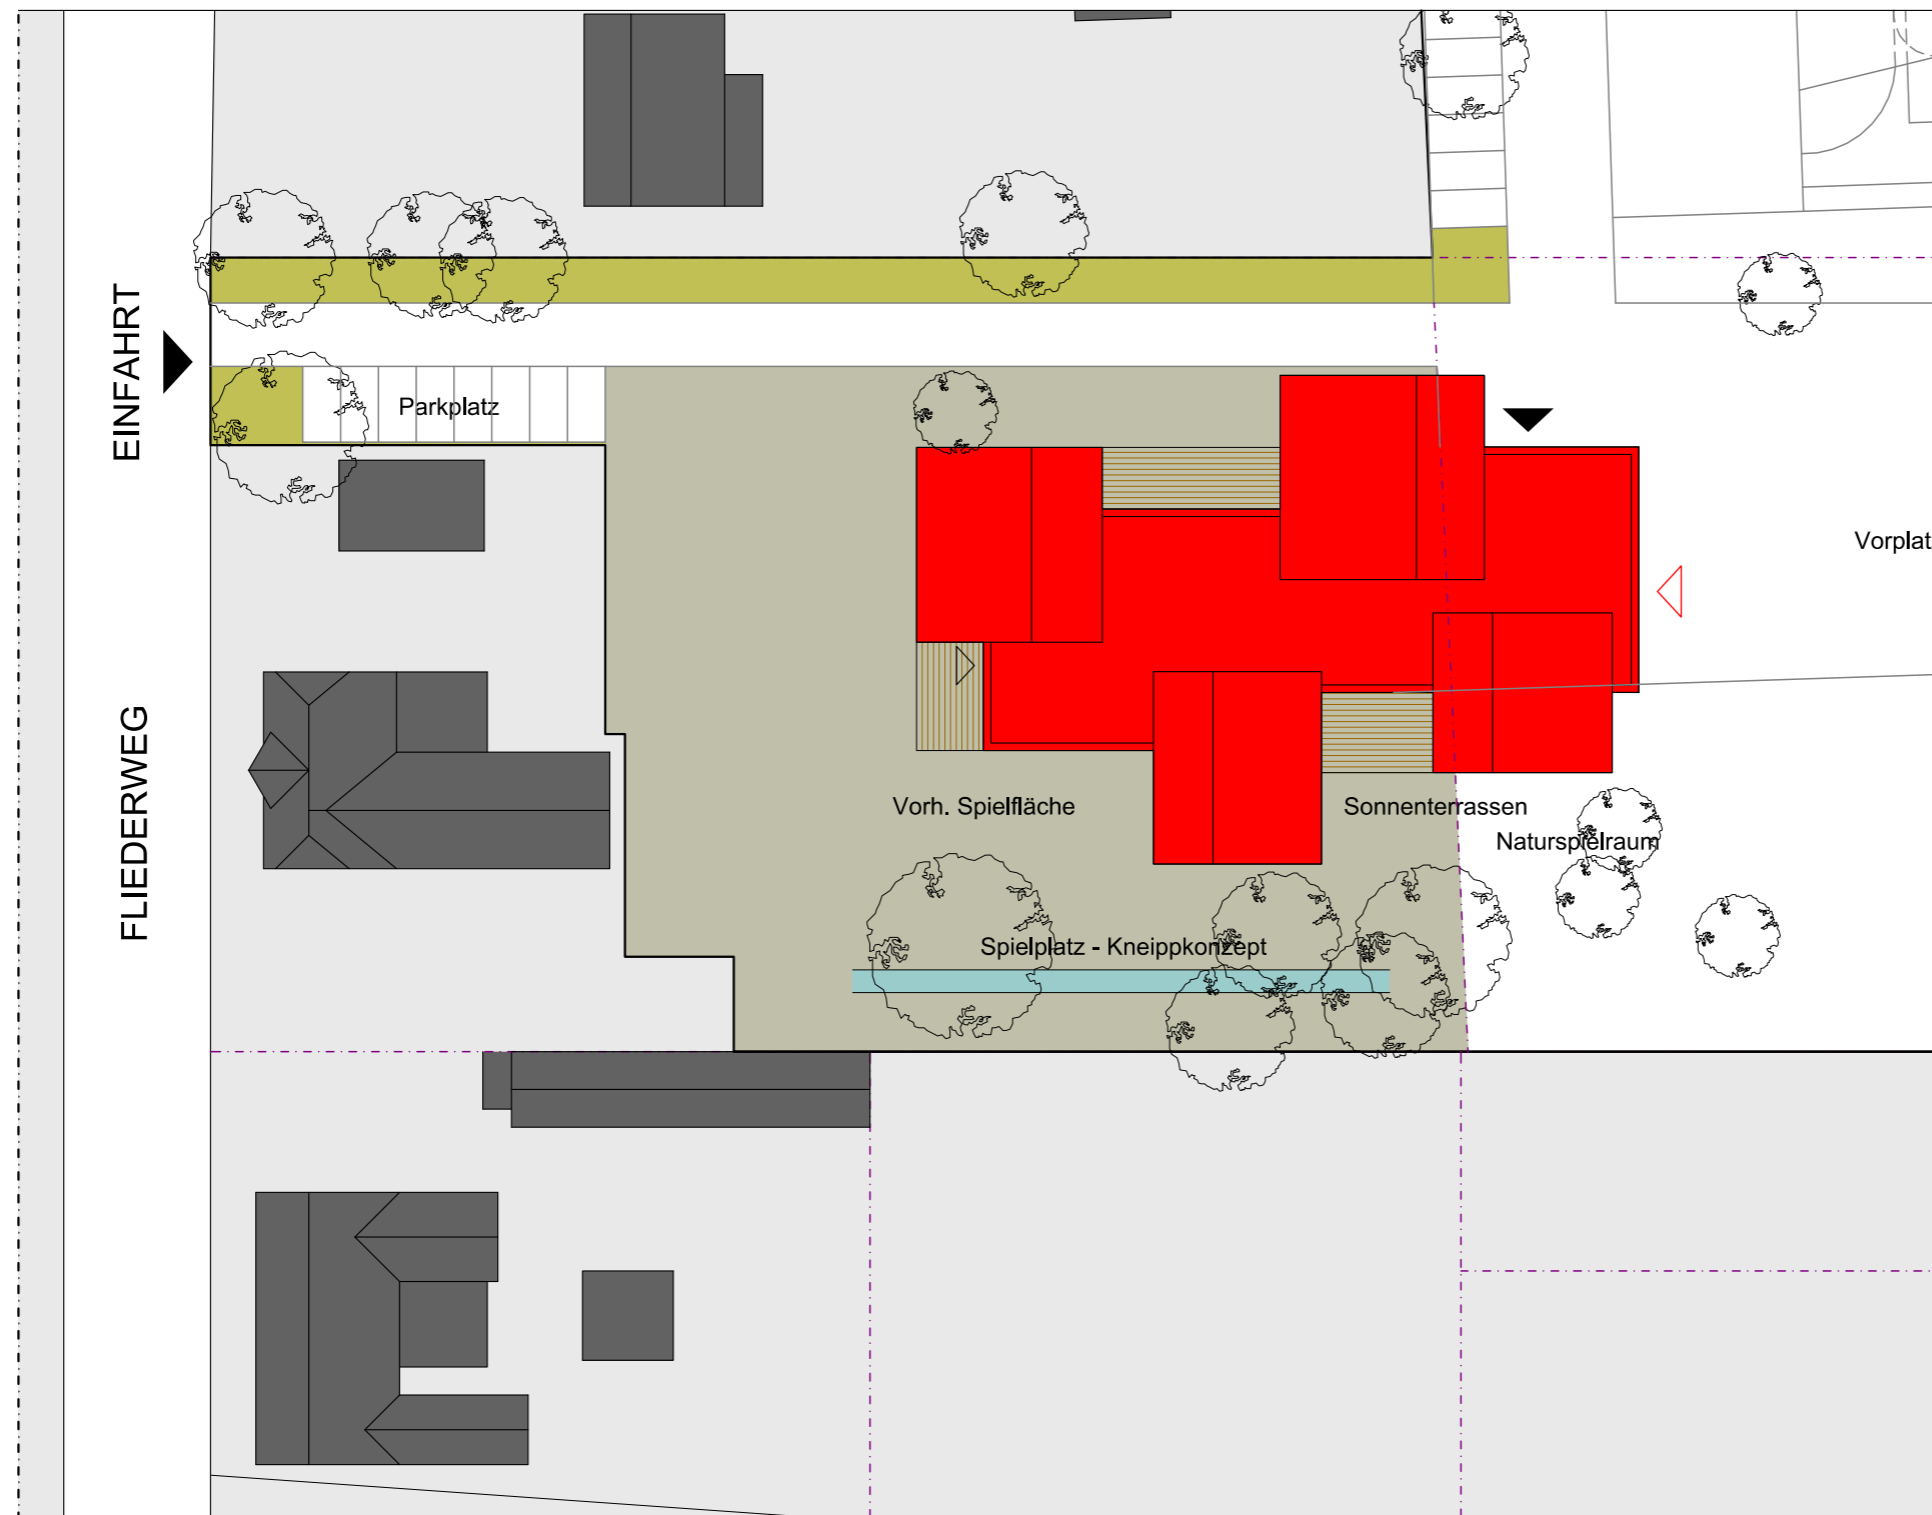 EINFAHRT
Parkplatz
Vorplat
FLIEDERWEG
Vorh. Spielfläche
Sonnenterrassen
Naturspielraum
Spielplatz - Kneippkonzept